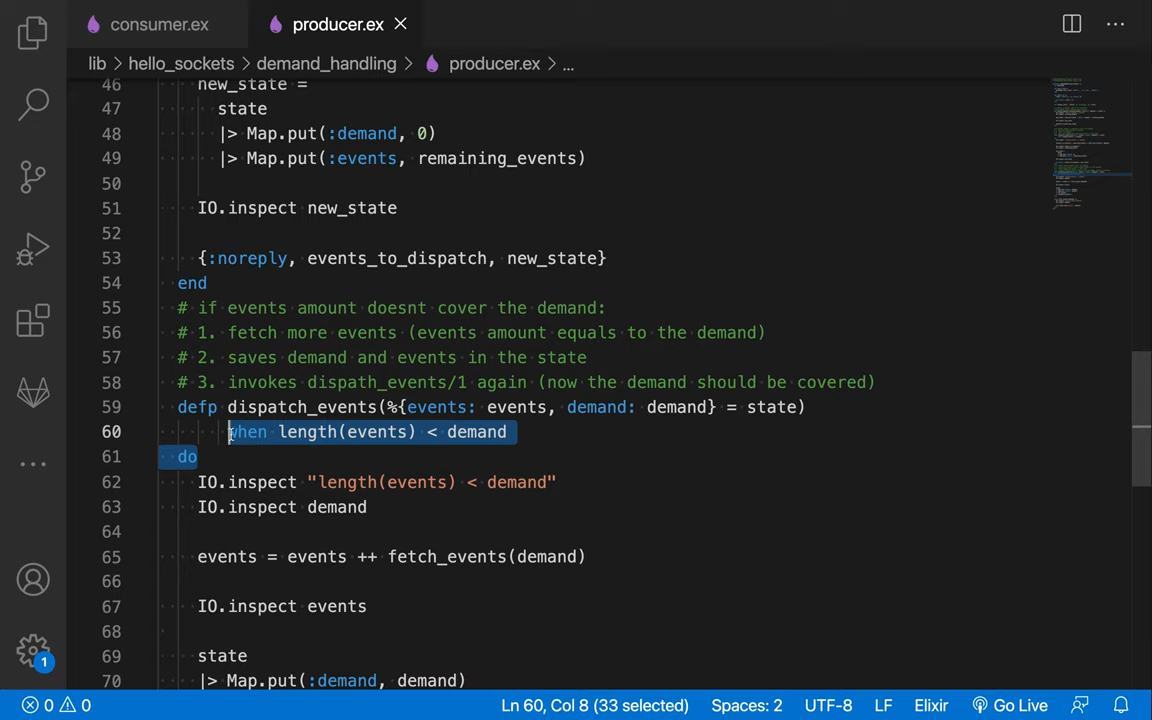 consumer.ex producer.ex
lib > hello_sockets > demand_handling > producer.ex > ...
46 new_state =
47 state
48 |> Map.put(:demand, 0)
49 |> Map.put(:events, remaining_events)
50
51 IO.inspect new_state
52
53 {:noreply, events_to_dispatch, new_state}
54 end
55 # if events amount doesnt cover the demand:
56 # 1. fetch more events (events amount equals to the demand)
57 # 2. saves demand and events in the state
58 # 3. invokes dispath_events/1 again (now the demand should be covered)
59 defp dispatch_events(%{events: events, demand: demand} = state)
60 when length(events) < demand
61 do
62 IO.inspect "length(events) < demand"
63 IO.inspect demand
64
65 events = events ++ fetch_events(demand)
66
67 IO.inspect events
68
69 state
70 |> Map.put(:demand, demand)
1
0 0 Ln 60, Col 8 (33 selected) Spaces: 2 UTF-8 LF Elixir Go Live